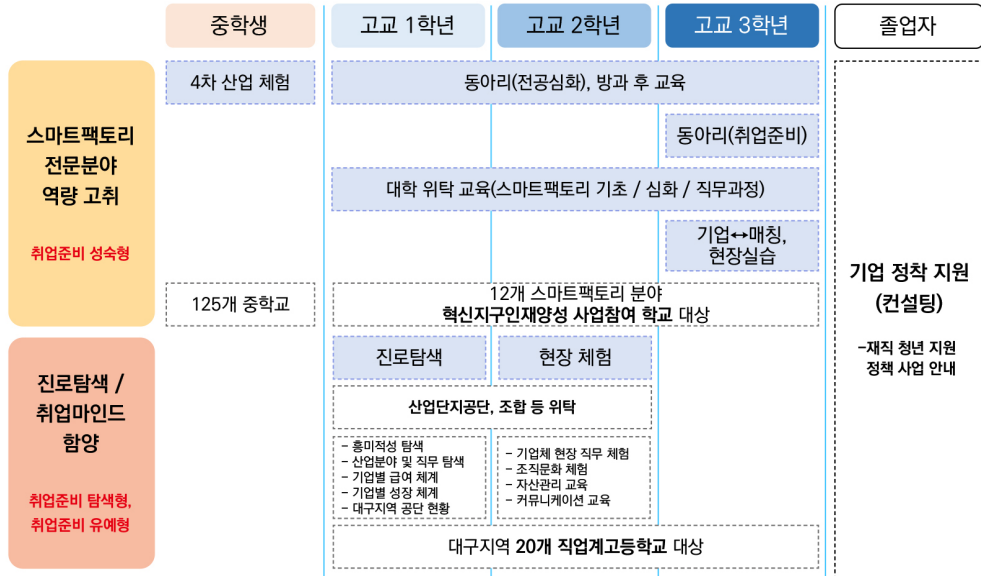 중학생
고교 1학년
고교 2학년
고교 3학년
졸업자
스마트팩토리
전문분야
역량 고취
취업준비 성숙형
4차 산업 체험
동아리(전공심화), 방과 후 교육
동아리(취업준비)
대학 위탁 교육(스마트팩토리 기초 / 심화 / 직무과정)
기업↔매칭,
현장실습
125개 중학교
12개 스마트팩토리 분야
혁신지구인재양성 사업참여 학교 대상
진로탐색 /
취업마인드
함양
취업준비 탐색형,
취업준비 유예형
진로탐색
현장 체험
산업단지공단, 조합 등 위탁
- 흥미적성 탐색
- 산업분야 및 직무 탐색
- 기업별 급여 체계
- 기업별 성장 체계
- 대구지역 공단 현황
- 기업체 현장 직무 체험
- 조직문화 체험
- 자산관리 교육
- 커뮤니케이션 교육
대구지역 20개 직업계고등학교 대상
기업 정착 지원
(컨설팅)
-재직 청년 지원
정책 사업 안내